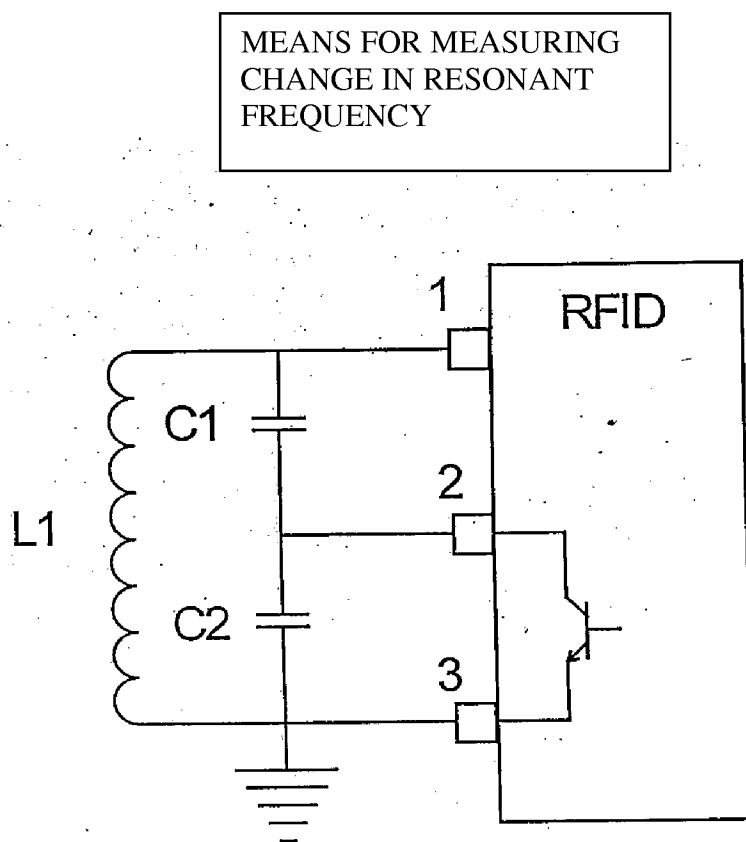 MEANS FOR MEASURING
CHANGE IN RESONANT
FREQUENCY
1
RFID
C1
2
L1
C2
3